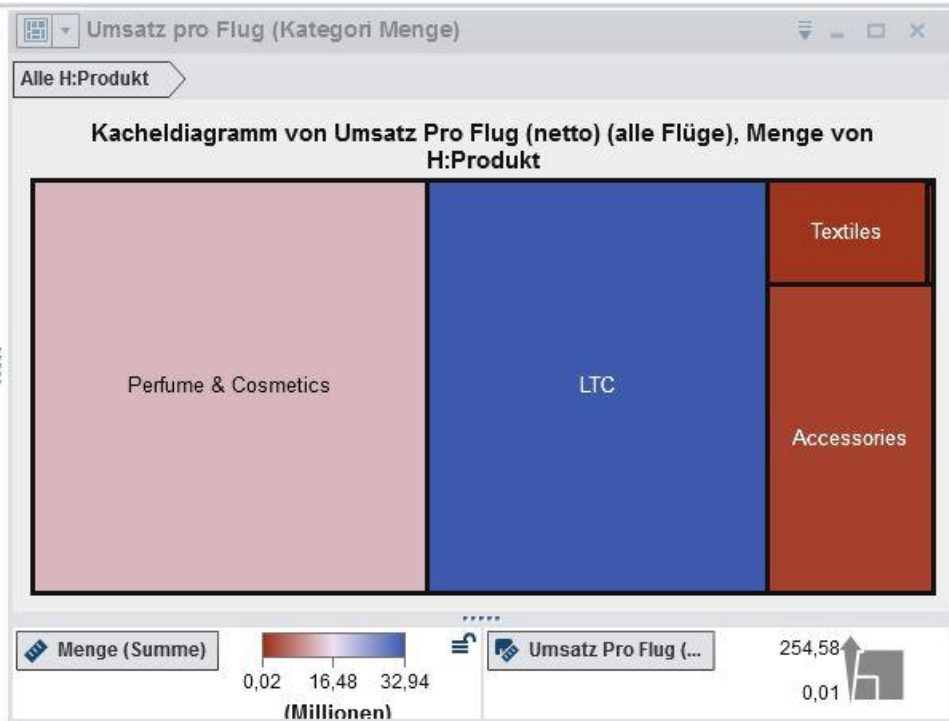 Umsatz pro Flug (Kategori Menge)
Alle H:Produkt
Kacheldiagramm von Umsatz Pro Flug (netto) (alle Flüge), Menge von
H:Produkt
Textiles
Perfume & Cosmetics
LTC
Accessories
Menge (Summe)
0,02 16,48 32,94
(Millionen)
Umsatz Pro Flug (...
254,58
0,01